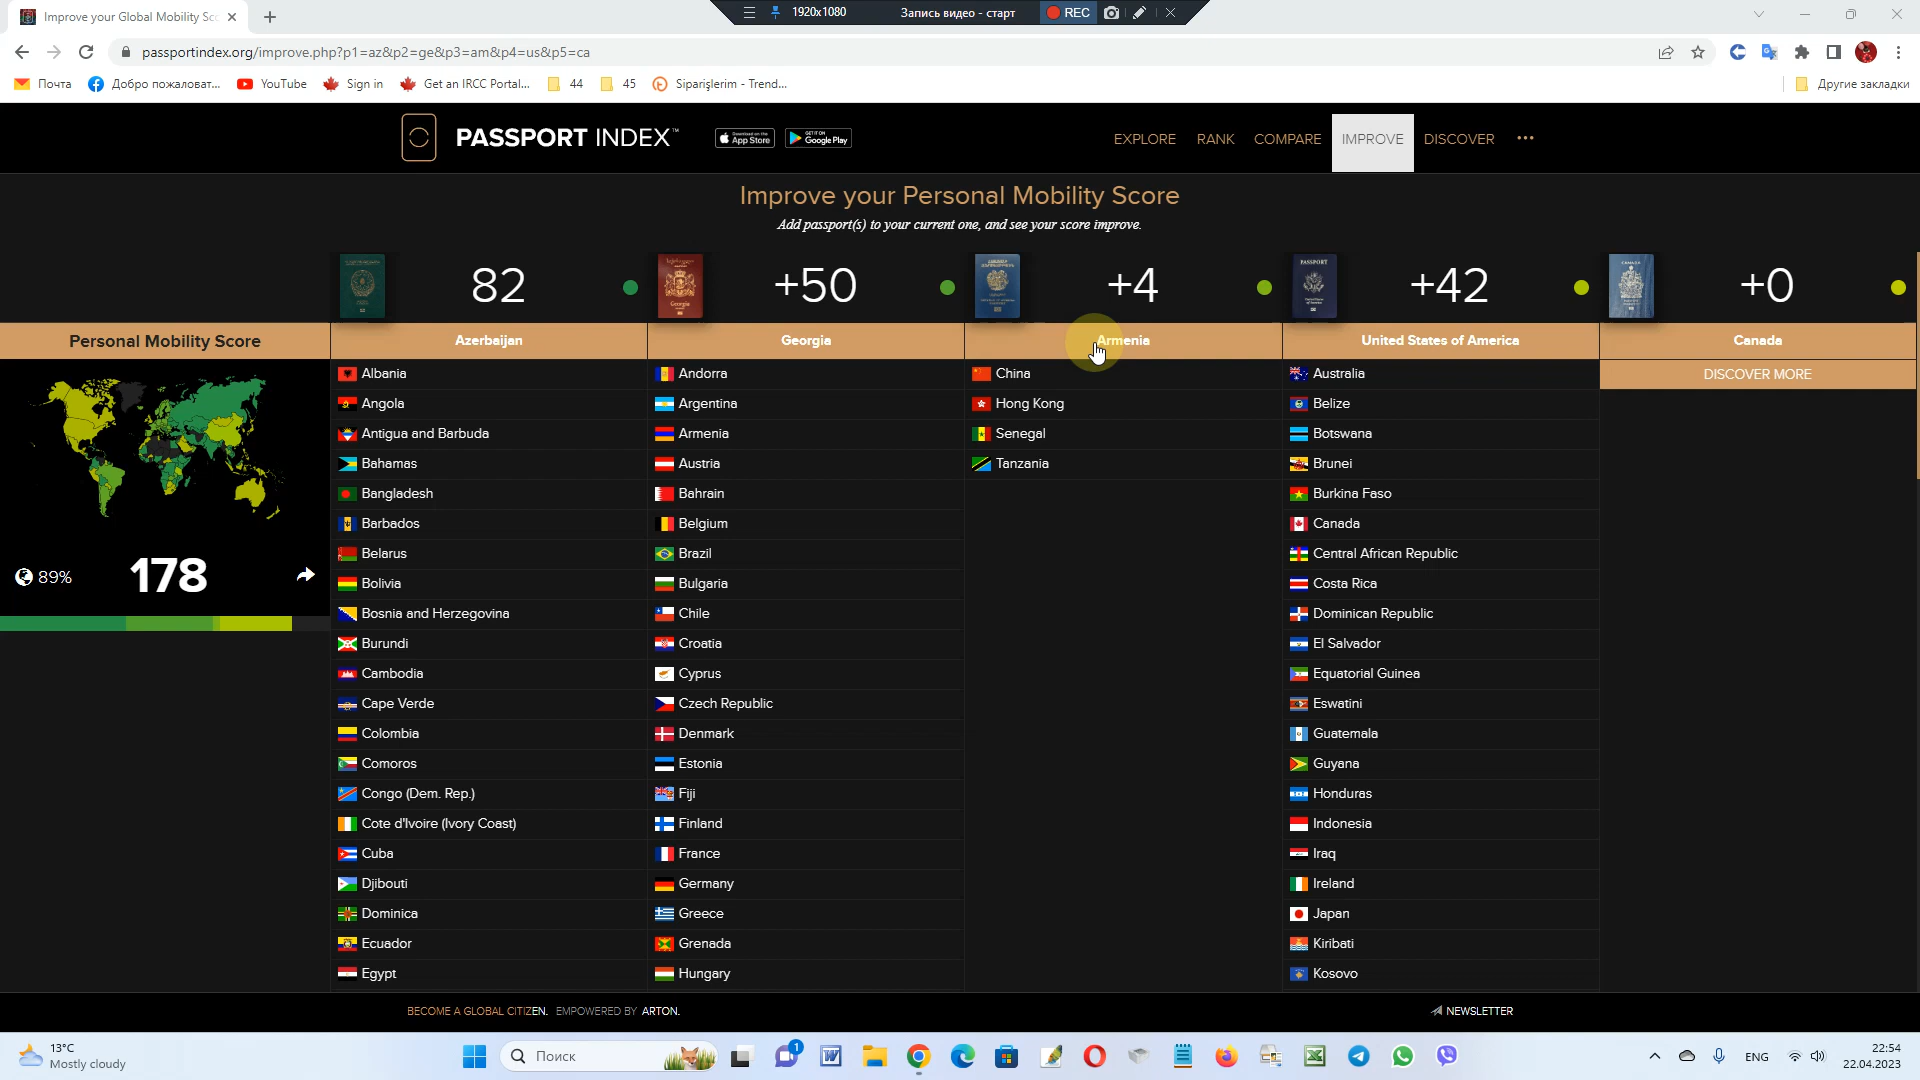 Improve your Global Mobility Sc
1920x1080
Запись видео - старт
REC
passportindex.org/improve.php?p1=az&p2=ge&p3=am&p4=us&p5=ca
Почта
Добро пожаловат...
YouTube
Sign in
Get an IRCC Portal...
44
45
Siparişlerim - Trend...
Другие закладки
PASSPORT INDEX™
Download on the
App Store
GET IT ON
Google Play
EXPLORE
RANK
COMPARE
IMPROVE
DISCOVER
Improve your Personal Mobility Score
Add passport(s) to your current one, and see your score improve.
82
+50
+4
PASSPORT
+42
+0
Personal Mobility Score
Azerbaijan
Georgia
Armenia
United States of America
Canada
Albania
Andorra
China
Australia
DISCOVER MORE
Angola
Argentina
Hong Kong
Belize
Antigua and Barbuda
Armenia
Senegal
Botswana
Bahamas
Austria
Tanzania
Brunei
Bangladesh
Bahrain
Burkina Faso
Barbados
Belgium
Canada
Belarus
Brazil
Central African Republic
89%
178
Bolivia
Bulgaria
Costa Rica
Bosnia and Herzegovina
Chile
Dominican Republic
Burundi
Croatia
El Salvador
Cambodia
Cyprus
Equatorial Guinea
Cape Verde
Czech Republic
Eswatini
Colombia
Denmark
Guatemala
Comoros
Estonia
Guyana
Congo (Dem. Rep.)
Fiji
Honduras
Cote d'Ivoire (Ivory Coast)
Finland
Indonesia
Cuba
France
Iraq
Djibouti
Germany
Ireland
Dominica
Greece
Japan
Ecuador
Grenada
Kiribati
Egypt
Hungary
Kosovo
BECOME A GLOBAL CITIZEN. EMPOWERED BY ARTON.
NEWSLETTER
13°C
Mostly cloudy
Поиск
1
ENG
22:54
22.04.2023